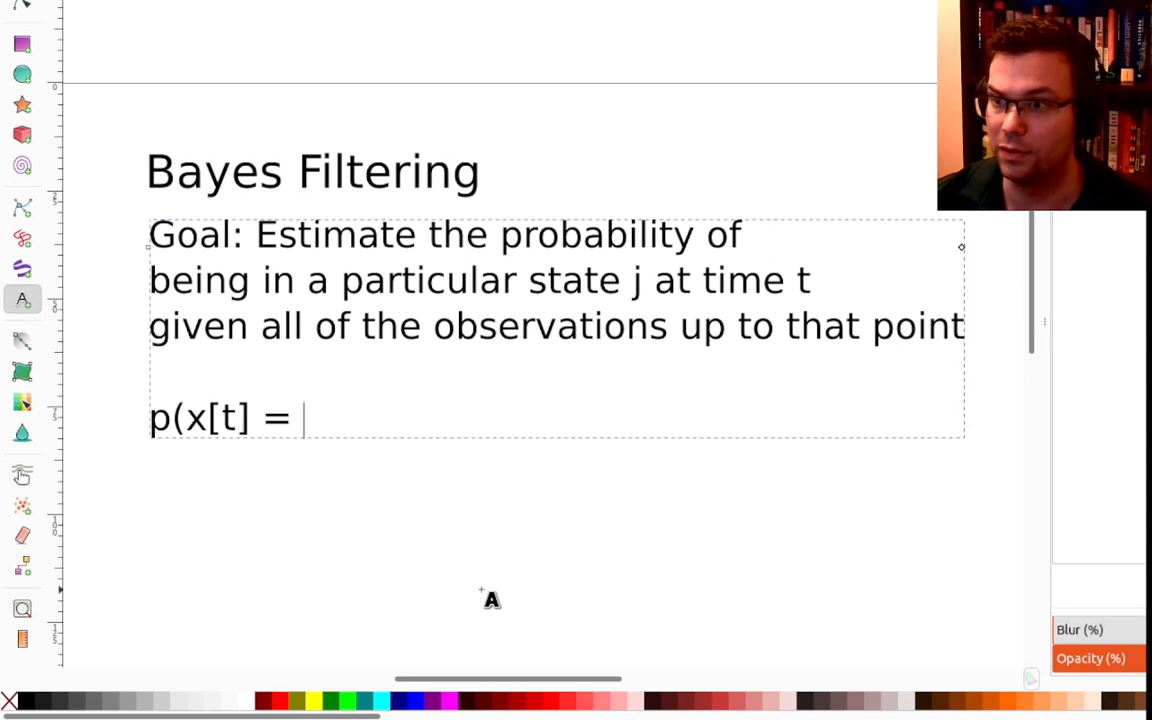 Bayes Filtering
Goal: Estimate the probability of
being in a particular state j at time t
given all of the observations up to that point
p(x[t] =
Blur (%)
Opacity (%)